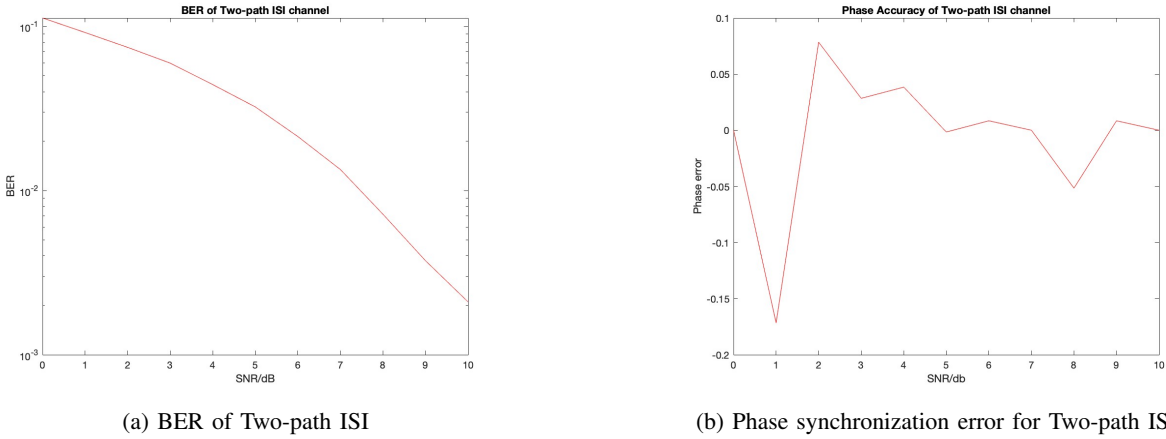 BER of Two-path ISI channel
10^-1
10^-2
10^-3
BER
0 1 2 3 4 5 6 7 8 9 10
SNR/dB
(a) BER of Two-path ISI
Phase Accuracy of Two-path ISI channel
0.1
0.05
0
-0.05
-0.1
-0.15
-0.2
Phase error
0 1 2 3 4 5 6 7 8 9 10
SNR/db
(b) Phase synchronization error for Two-path IS